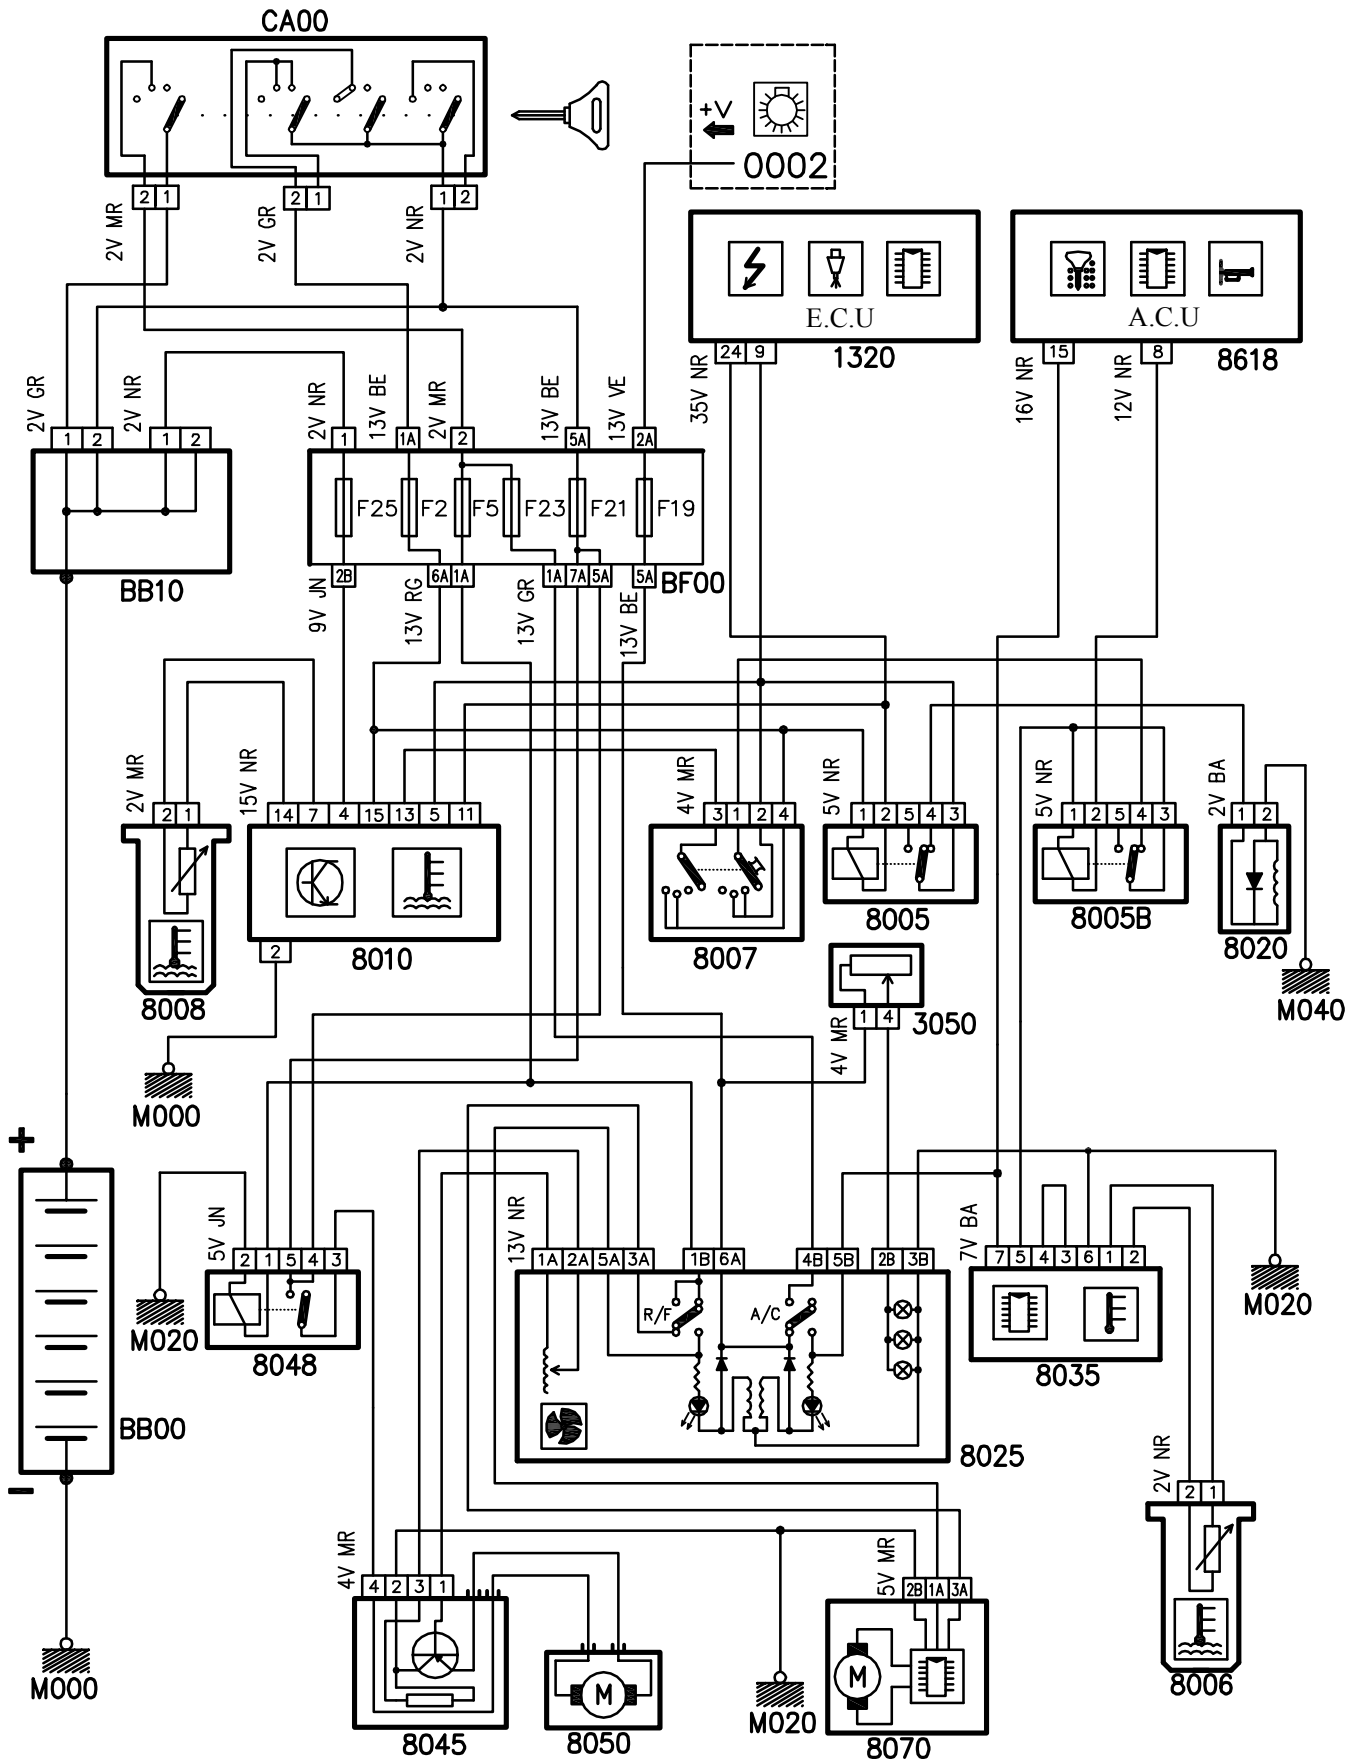 CA00
2 1 2 1 1 2
2V MR
2V GR
2V NR
+V
0002
E.C.U
24 9
1320
35V NR
A.C.U
15 8
8618
16V NR
12V NR
2V GR
2V NR
2V NR
13V BE
2V MR
13V BE
13V VE
1 2 1 2
1 1A 2 5A 2A
F25 F2 F5 F23 F21 F19
BB10
2B 6A 1A 1A 7A 5A 5A
BF00
9V JN
13V RG
13V GR
13V BE
2V MR
15V NR
4V MR
5V NR
5V NR
2V BA
2 1
14 7 4 15 13 5 11
3 1 2 4
1 2 5 4 3
1 2 5 4 3
1 2
8005
8005B
8020
2
8010
8007
8008
M040
1 4
3050
4V MR
M000
+
5V JN
13V NR
7V BA
2 1 5 4 3
1A 2A 5A 3A 1B 6A 4B 5B 2B 3B
7 5 4 3 6 1 2
R/F
A/C
M020
M020
8048
8035
BB00
8025
2V NR
2 1
-
4V MR
5V MR
4 2 3 1
2B 1A 3A
M
M
M000
8006
M020
8045
8050
8070